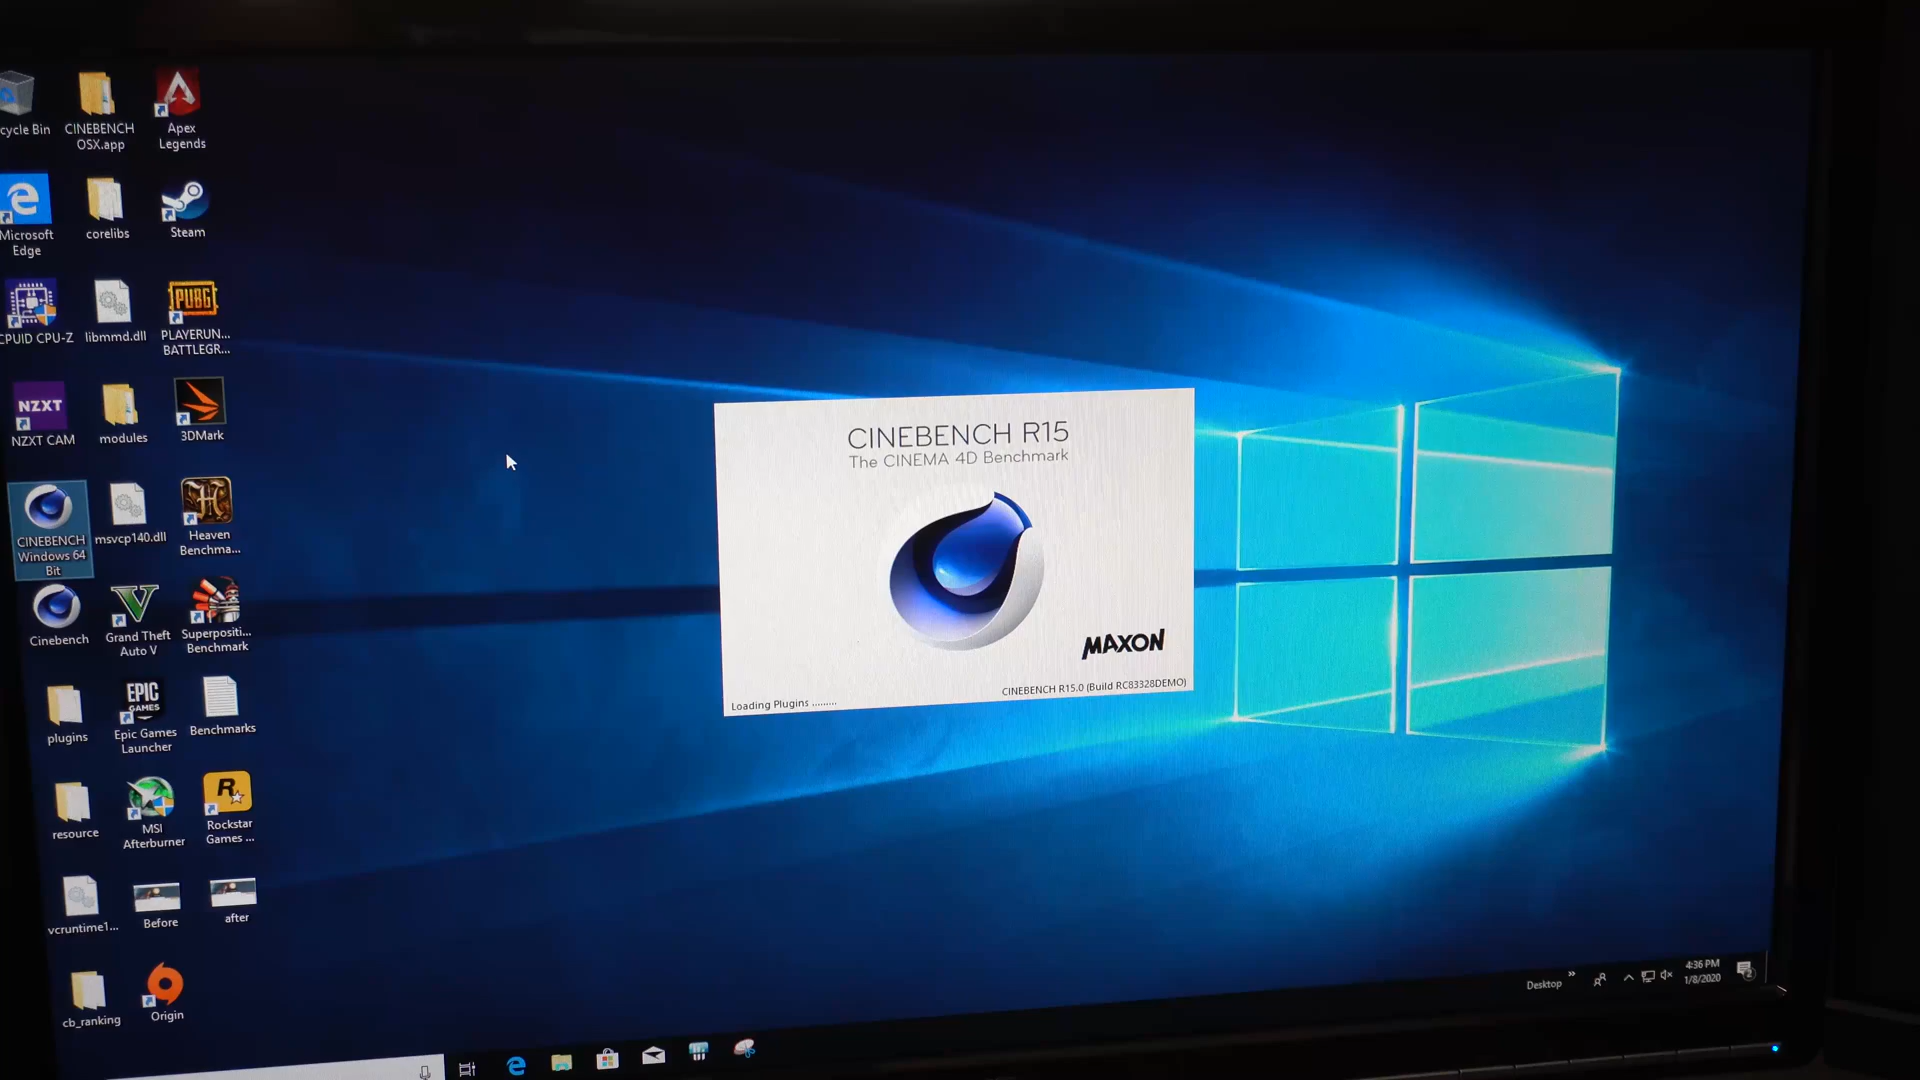 cycle Bin
CINEBENCH
OSX.app
Apex
Legends
Microsoft
Edge
corelibs
Steam
CPUID CPU-Z
libmmd.dll
PUBG
PLAYERUN...
BATTLEGR...
NZXT
NZXT CAM
modules
3DMark
CINEBENCH
Windows 64
Bit
msvcp140.dll
Heaven
Benchma...
Cinebench
Grand Theft
Auto V
Superpositi...
Benchmark
plugins
EPIC
GAMES
Epic Games
Launcher
Benchmarks
resource
MSI
Afterburner
R
Rockstar
Games ...
vcruntime1...
Before
after
cb_ranking
Origin
CINEBENCH R15
The CINEMA 4D Benchmark
MAXON
CINEBENCH R15.0 (Build RC83328DEMO)
Loading Plugins .........
Desktop
4:36 PM
1/8/2020
2